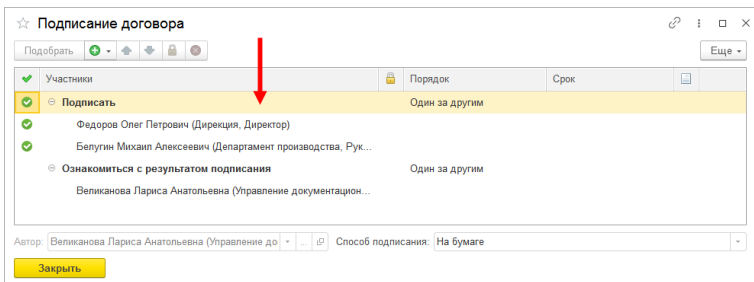 Подписание договора
Подобрать Еще
Участники Порядок Срок
Подписать Один за другим
Федоров Олег Петрович (Дирекция, Директор)
Белугин Михаил Алексеевич (Департамент производства, Рук...
Ознакомиться с результатом подписания Один за другим
Великанова Лариса Анатольевна (Управление документацион...
Автор: Великанова Лариса Анатольевна (Управление до ... Способ подписания: На бумаге
Закрыть